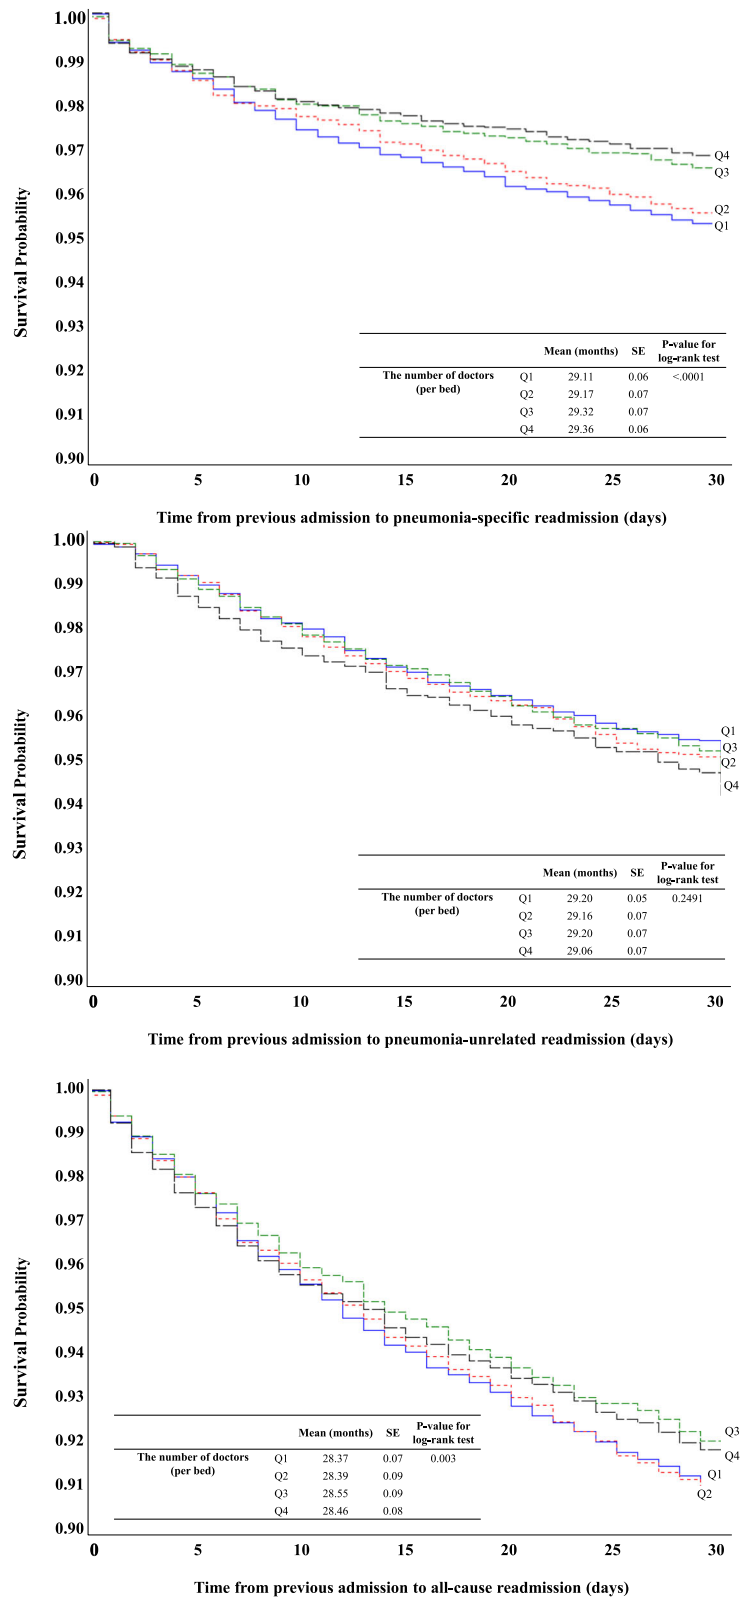 1.00
0.99
0.98
0.97
0.96
0.95
0.94
0.93
0.92
0.91
0.90
Survival Probability
Q4
Q3
Q2
Q1
Mean (months) SE P-value for log-rank test
The number of doctors (per bed) Q1 29.11 0.06 <.0001
Q2 29.17 0.07
Q3 29.32 0.07
Q4 29.36 0.06
0 5 10 15 20 25 30
Time from previous admission to pneumonia-specific readmission (days)
1.00
0.99
0.98
0.97
0.96
0.95
0.94
0.93
0.92
0.91
0.90
Survival Probability
Q1
Q3
Q2
Q4
Mean (months) SE P-value for log-rank test
The number of doctors (per bed) Q1 29.20 0.05 0.2491
Q2 29.16 0.07
Q3 29.20 0.07
Q4 29.06 0.07
0 5 10 15 20 25 30
Time from previous admission to pneumonia-unrelated readmission (days)
1.00
0.99
0.98
0.97
0.96
0.95
0.94
0.93
0.92
0.91
0.90
Survival Probability
Q3
Q4
Q1
Q2
Mean (months) SE P-value for log-rank test
The number of doctors (per bed) Q1 28.37 0.07 0.003
Q2 28.39 0.09
Q3 28.55 0.09
Q4 28.46 0.08
0 5 10 15 20 25 30
Time from previous admission to all-cause readmission (days)